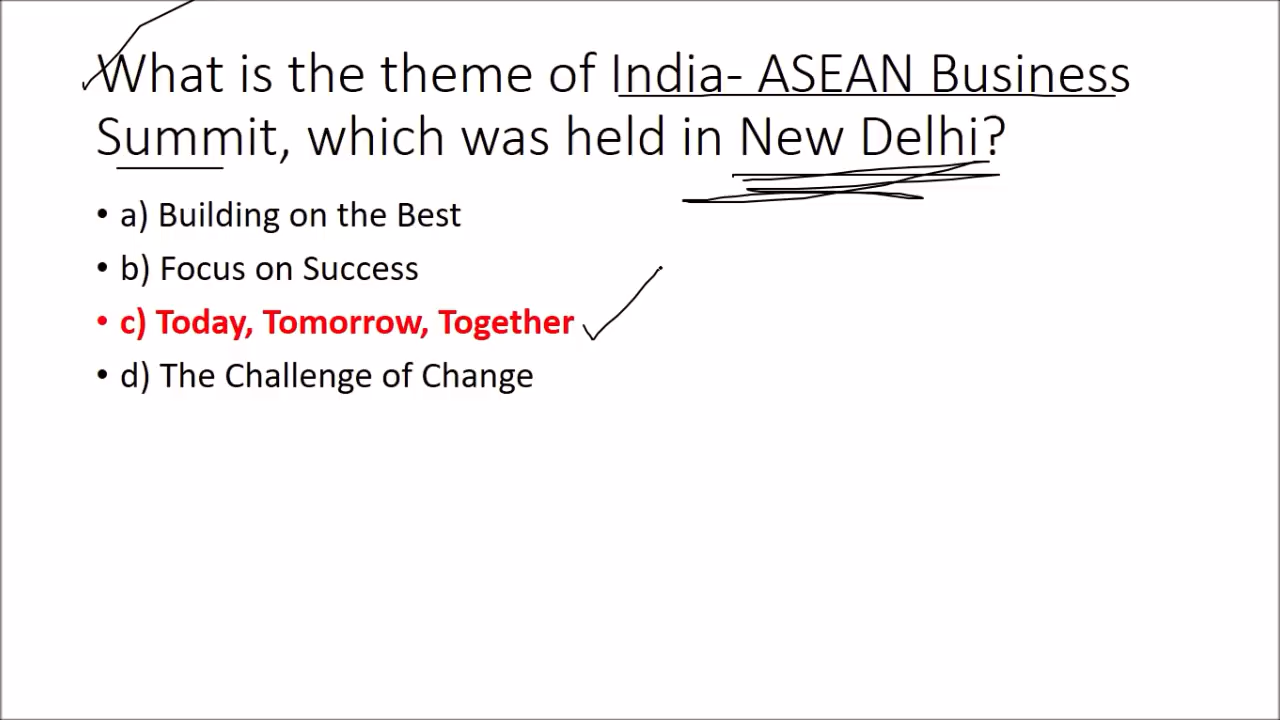 What is the theme of India- ASEAN Business
Summit, which was held in New Delhi?
• a) Building on the Best
• b) Focus on Success
• c) Today, Tomorrow, Together
• d) The Challenge of Change